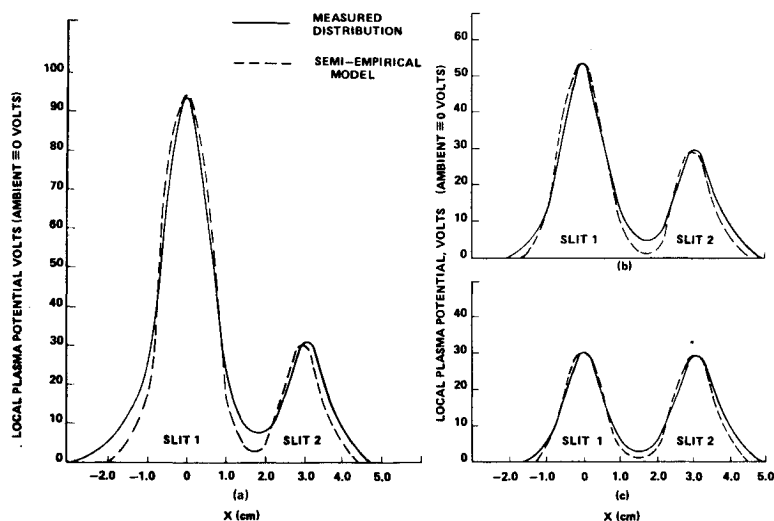 MEASURED
DISTRIBUTION
SEMI-EMPIRICAL
MODEL
. LOCAL PLASMA POTENTIAL VOLTS (AMBIENT ≡0 VOLTS)
100
90
80
70
60
50
40
30
20
10
0
SLIT 1
SLIT 2
-2.0
-1.0
0
1.0
2.0
3.0
4.0
5.0
(a)
X (cm)
LOCAL PLASMA POTENTIAL, VOLTS (AMBIENT ≡0 VOLTS)
60
50
40
30
20
10
0
SLIT 1
SLIT 2
(b)
40
30
20
10
0
SLIT 1
SLIT 2
-2.0
-1.0
0
1.0
2.0
3.0
4.0
5.0
(c)
X (cm)